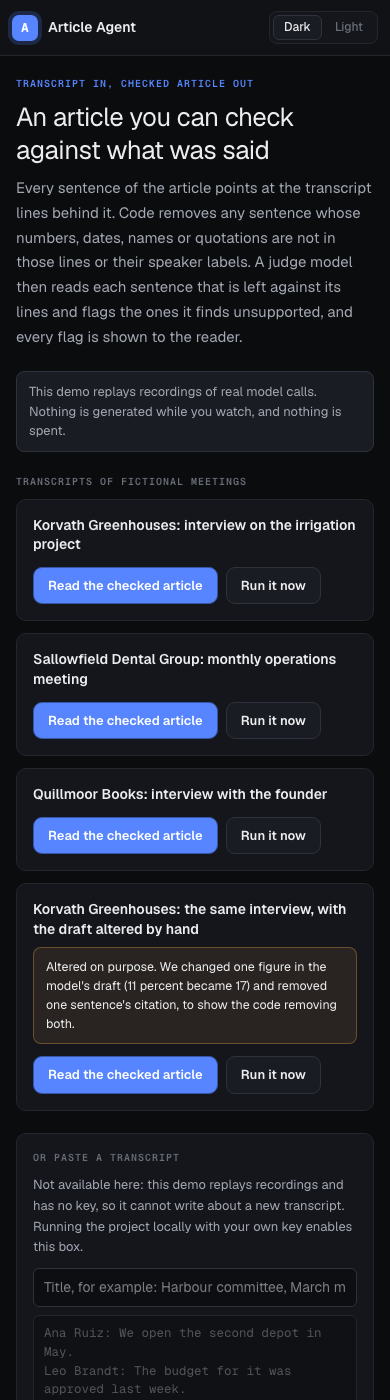 A Article Agent Dark Light
TRANSCRIPT IN, CHECKED ARTICLE OUT
An article you can check
against what was said
Every sentence of the article points at the transcript
lines behind it. Code removes any sentence whose
numbers, dates, names or quotations are not in
those lines or their speaker labels. A judge model
then reads each sentence that is left against its
lines and flags the ones it finds unsupported, and
every flag is shown to the reader.
This demo replays recordings of real model calls.
Nothing is generated while you watch, and nothing is
spent.
TRANSCRIPTS OF FICTIONAL MEETINGS
Korvath Greenhouses: interview on the irrigation
project
Read the checked article Run it now
Sallowfield Dental Group: monthly operations
meeting
Read the checked article Run it now
Quillmoor Books: interview with the founder
Read the checked article Run it now
Korvath Greenhouses: the same interview, with
the draft altered by hand
Altered on purpose. We changed one figure in the
model's draft (11 percent became 17) and removed
one sentence's citation, to show the code removing
both.
Read the checked article Run it now
OR PASTE A TRANSCRIPT
Not available here: this demo replays recordings and
has no key, so it cannot write about a new transcript.
Running the project locally with your own key enables
this box.
Title, for example: Harbour committee, March m
Ana Ruiz: We open the second depot in
May.
Leo Brandt: The budget for it was
approved last week.